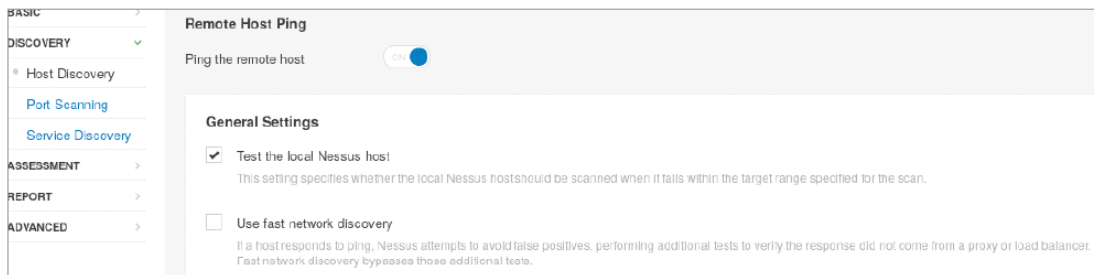 BASIC
DISCOVERY
Host Discovery
Port Scanning
Service Discovery
ASSESSMENT
REPORT
ADVANCED
Remote Host Ping
Ping the remote host
ON
General Settings
Test the local Nessus host
This setting specifies whether the local Nessus host should be scanned when it falls within the target range specified for the scan.
Use fast network discovery
If a host responds to ping, Nessus attempts to avoid false positives, performing additional tests to verify the response did not come from a proxy or load balancer.
Fast network discovery bypasses those additional tests.